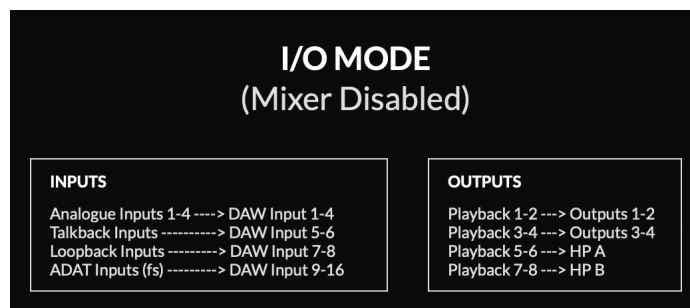 I/O MODE
(Mixer Disabled)
INPUTS
Analogue Inputs 1-4 ----> DAW Input 1-4
Talkback Inputs ----------> DAW Input 5-6
Loopback Inputs ---------> DAW Input 7-8
ADAT Inputs (fs) ---------> DAW Input 9-16
OUTPUTS
Playback 1-2 ---> Outputs 1-2
Playback 3-4 ---> Outputs 3-4
Playback 5-6 ---> HP A
Playback 7-8 ---> HP B